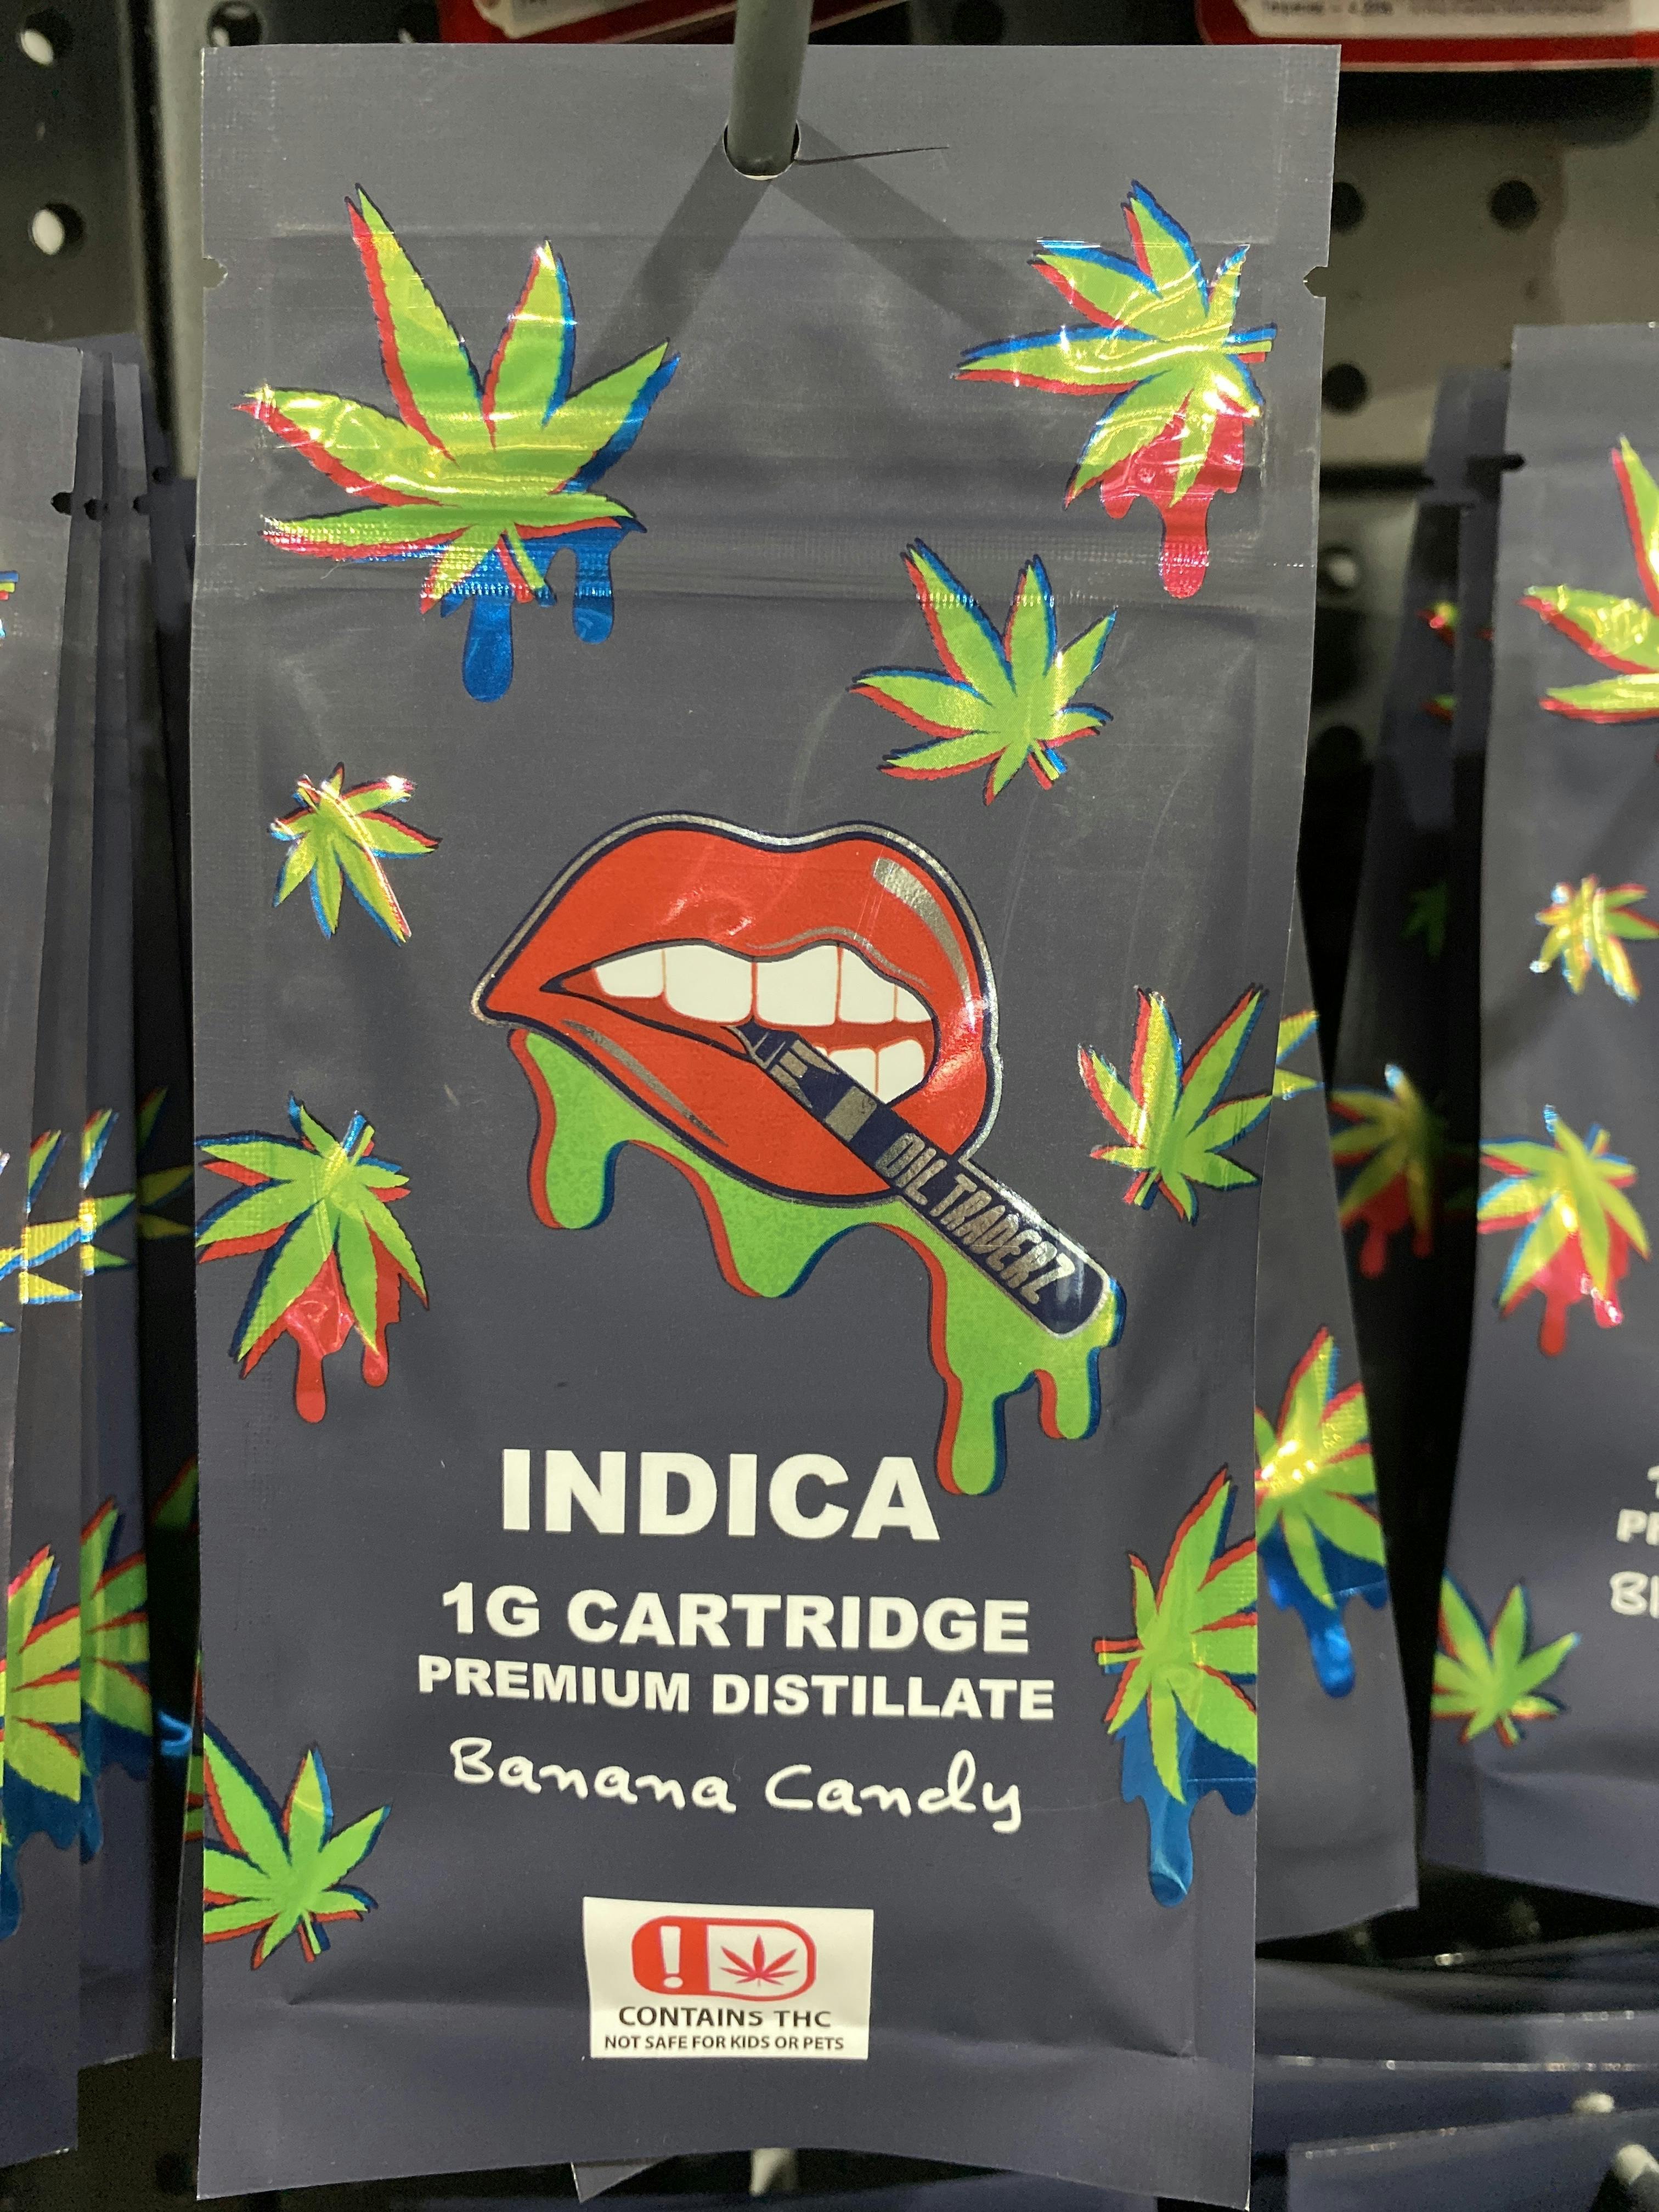 OIL TRADERZ
INDICA
1G CARTRIDGE
PREMIUM DISTILLATE
Banana Candy
!
CONTAINS THC
NOT SAFE FOR KIDS OR PETS